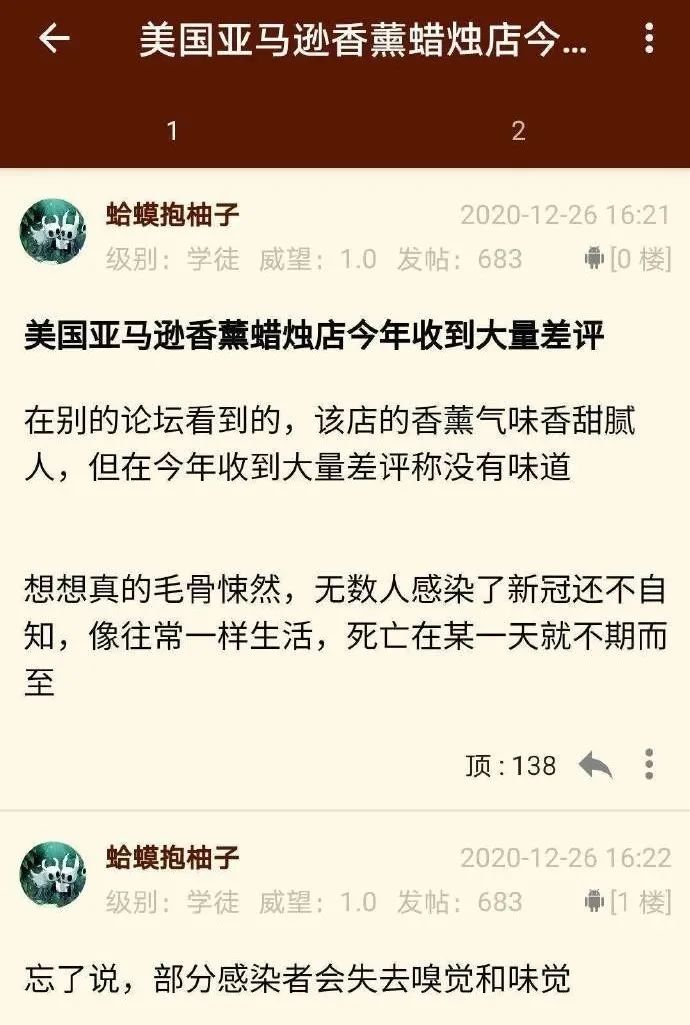 美国亚马逊香薰蜡烛店今...
1
2
蛤蟆抱柚子
2020-12-26 16:21
级别：学徒 威望：1.0 发帖：683
[0 楼]
美国亚马逊香薰蜡烛店今年收到大量差评
在别的论坛看到的，该店的香薰气味香甜腻
人，但在今年收到大量差评称没有味道
想想真的毛骨悚然，无数人感染了新冠还不自
知，像往常一样生活，死亡在某一天就不期而
至
顶:138
蛤蟆抱柚子
2020-12-26 16:22
级别：学徒 威望：1.0 发帖：683
[1 楼]
忘了说，部分感染者会失去嗅觉和味觉